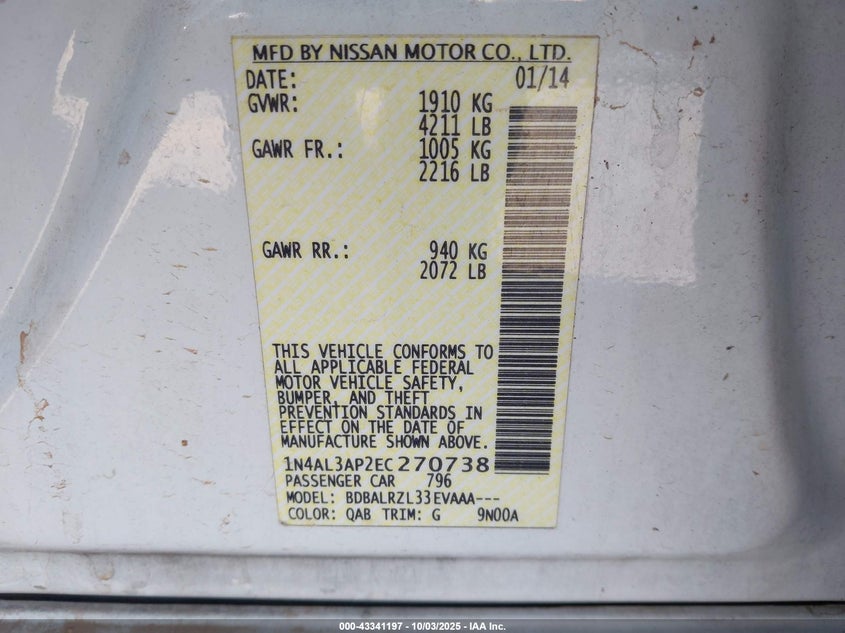 MFD BY NISSAN MOTOR CO., LTD.
DATE: 01/14
GVWR: 1910 KG
4211 LB
GAWR FR.: 1005 KG
2216 LB
GAWR RR.: 940 KG
2072 LB
THIS VEHICLE CONFORMS TO
ALL APPLICABLE FEDERAL
MOTOR VEHICLE SAFETY,
BUMPER, AND THEFT
PREVENTION STANDARDS IN
EFFECT ON THE DATE OF
MANUFACTURE SHOWN ABOVE.
1N4AL3AP2EC270738
PASSENGER CAR 796
MODEL: BDBALRZL33EVAAA---
COLOR: QAB TRIM: G 9N00A
000-43341197 - 10/03/2025 - IAA Inc.